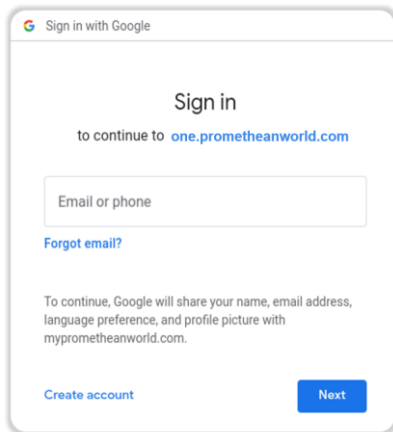 Sign in with Google
Sign in
to continue to one.prometheanworld.com
Email or phone
Forgot email?
To continue, Google will share your name, email address,
language preference, and profile picture with
myprometheanworld.com.
Create account
Next